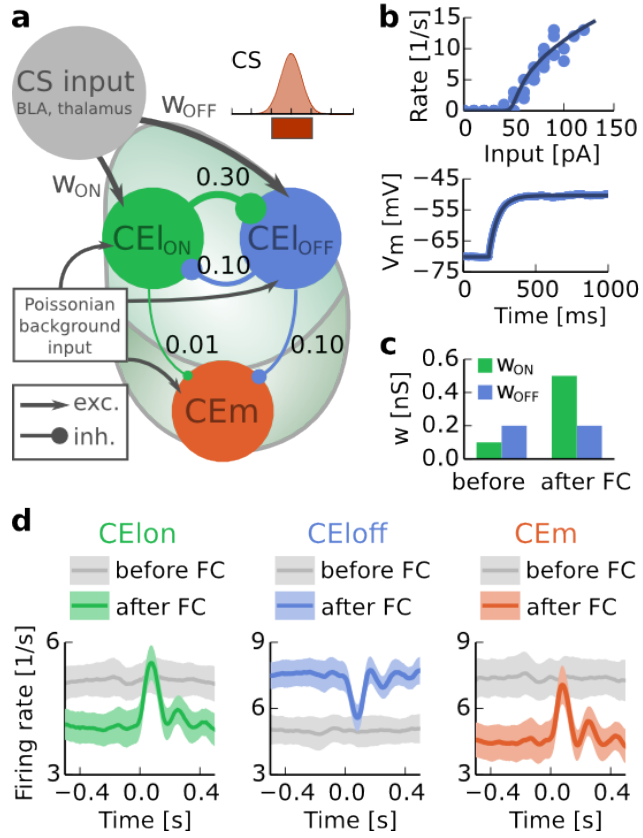 a
CS input
BLA, thalamus
CS
wOFF
wON
0.30
CElON
CElOFF
0.10
Poissonian
background
input
0.01
0.10
CEm
exc.
inh.
b
Rate [1/s]
15
10
5
0
0 50 100 150
Input [pA]
Vm [mV]
−45
−55
−65
−75
0 500 1000
Time [ms]
c
w [nS]
0.6
0.4
0.2
0.0
wON
wOFF
before after FC
d
CElon
before FC
after FC
Firing rate [1/s]
6
3
−0.4 0.0 0.4
Time [s]
CEloff
before FC
after FC
9
6
3
−0.4 0.0 0.4
Time [s]
CEm
before FC
after FC
9
6
3
−0.4 0.0 0.4
Time [s]